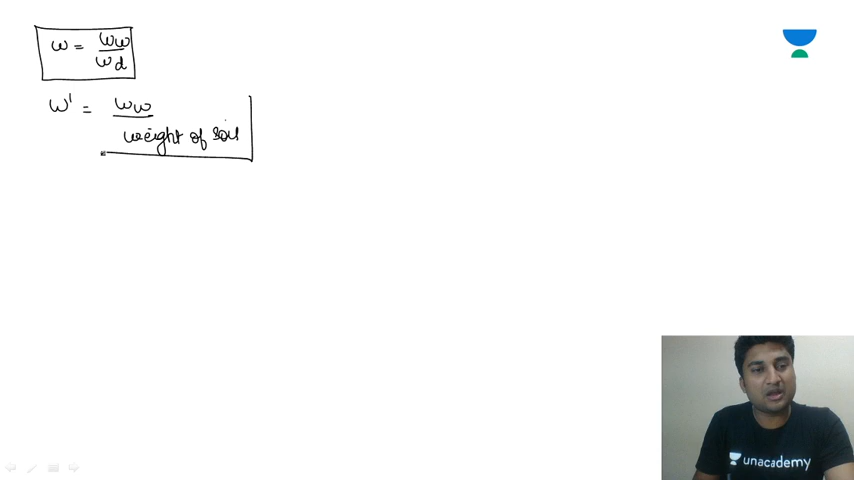 w = Ww
Wd
w' = Ww
weight of soil
unacademy